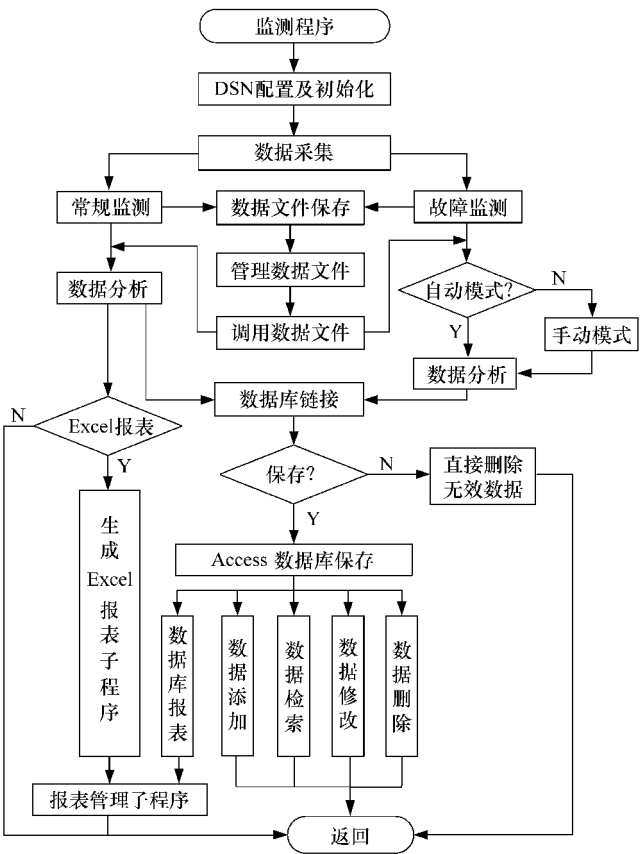 监测程序
DSN配置及初始化
数据采集
常规监测
数据文件保存
故障监测
管理数据文件
数据分析
自动模式?
N
调用数据文件
Y
手动模式
数据分析
数据库链接
N
Excel报表
Y
保存?
N
直接删除
无效数据
Y
生成
Excel
报表子程序
Access 数据库保存
数据库报表
数据添加
数据检索
数据修改
数据删除
报表管理了程序
返回